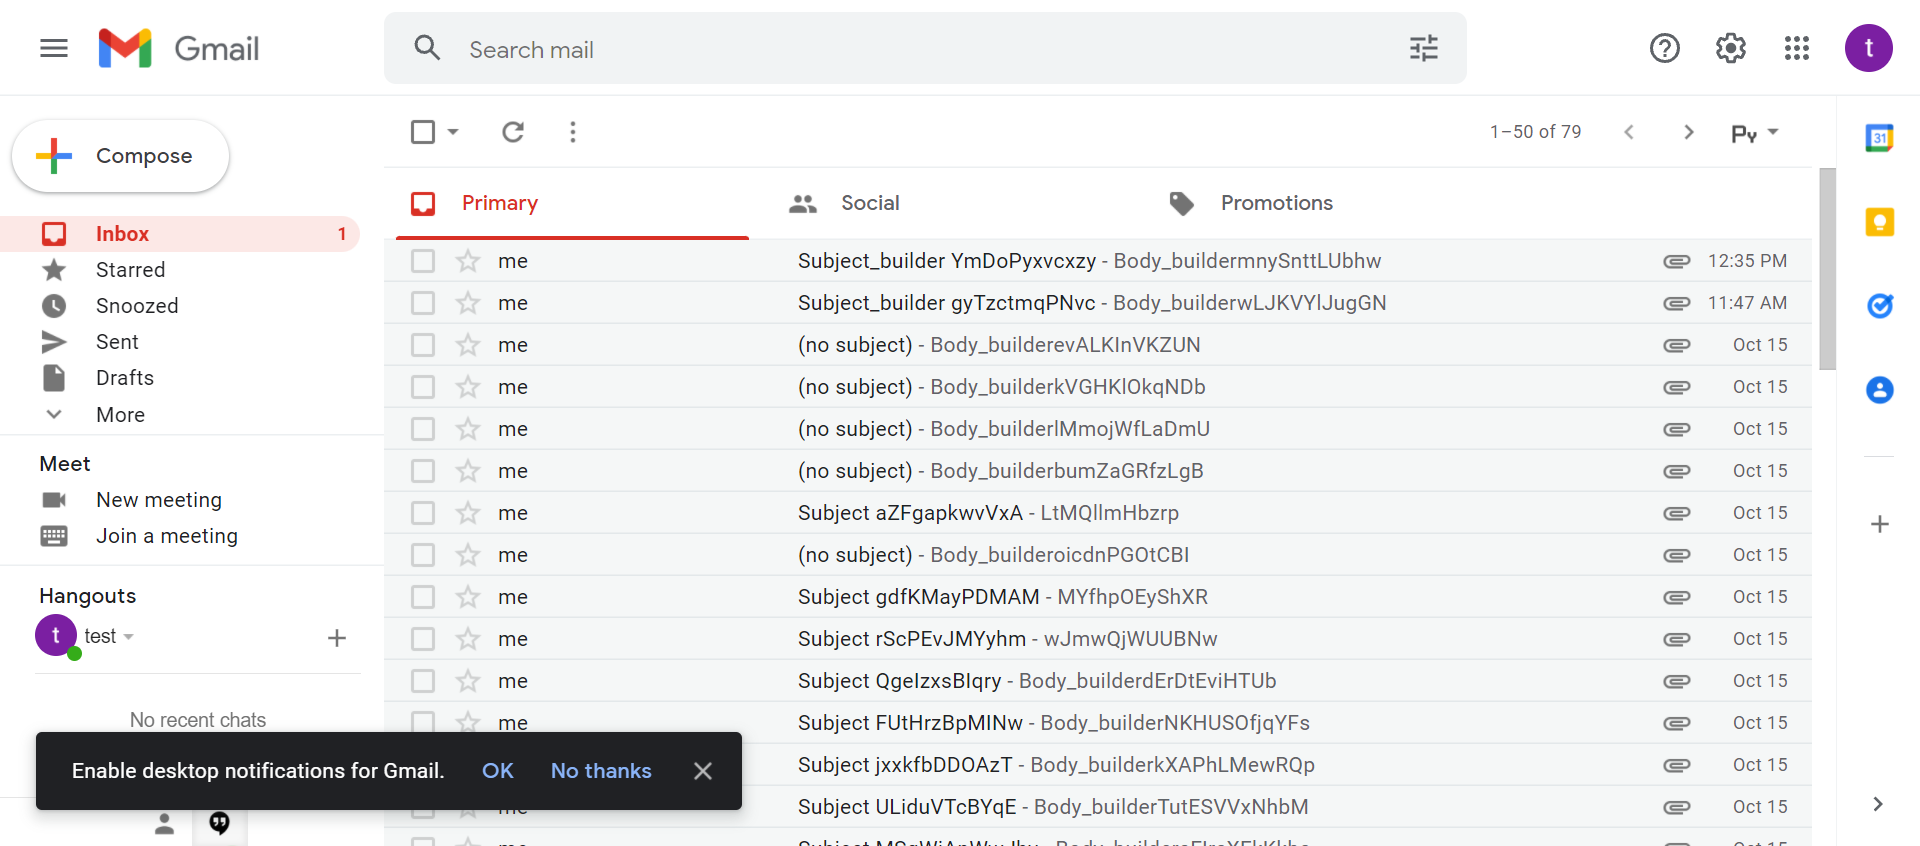 Gmail
Search mail
t
Compose
1–50 of 79
Py
31
Primary
Social
Promotions
Inbox 1
Starred
Snoozed
Sent
Drafts
More
Meet
New meeting
Join a meeting
Hangouts
t
test
No recent chats
me Subject_builder YmDoPyxvcxzy - Body_buildermnySnttLUbhw 12:35 PM
me Subject_builder gyTzctmqPNvc - Body_builderwLJKVYlJugGN 11:47 AM
me (no subject) - Body_builderevALKInVKZUN Oct 15
me (no subject) - Body_builderkVGHKlOkqNDb Oct 15
me (no subject) - Body_builderlMmojWfLaDmU Oct 15
me (no subject) - Body_builderbumZaGRfzLgB Oct 15
me Subject aZFgapkwvVxA - LtMQllmHbzrp Oct 15
me (no subject) - Body_builderoicdnPGOtCBI Oct 15
me Subject gdfKMayPDMAM - MYfhpOEyShXR Oct 15
me Subject rScPEvJMYyhm - wJmwQjWUUBNw Oct 15
me Subject QgeIzxsBIqry - Body_builderdErDtEviHTUb Oct 15
me Subject FUtHrzBpMINw - Body_builderNKHUSOfjqYFs Oct 15
Subject jxxkfbDDOAzT - Body_builderkXAPhLMewRQp Oct 15
me Subject ULiduVTcBYqE - Body_builderTutESVVxNhbM Oct 15
Enable desktop notifications for Gmail. OK No thanks